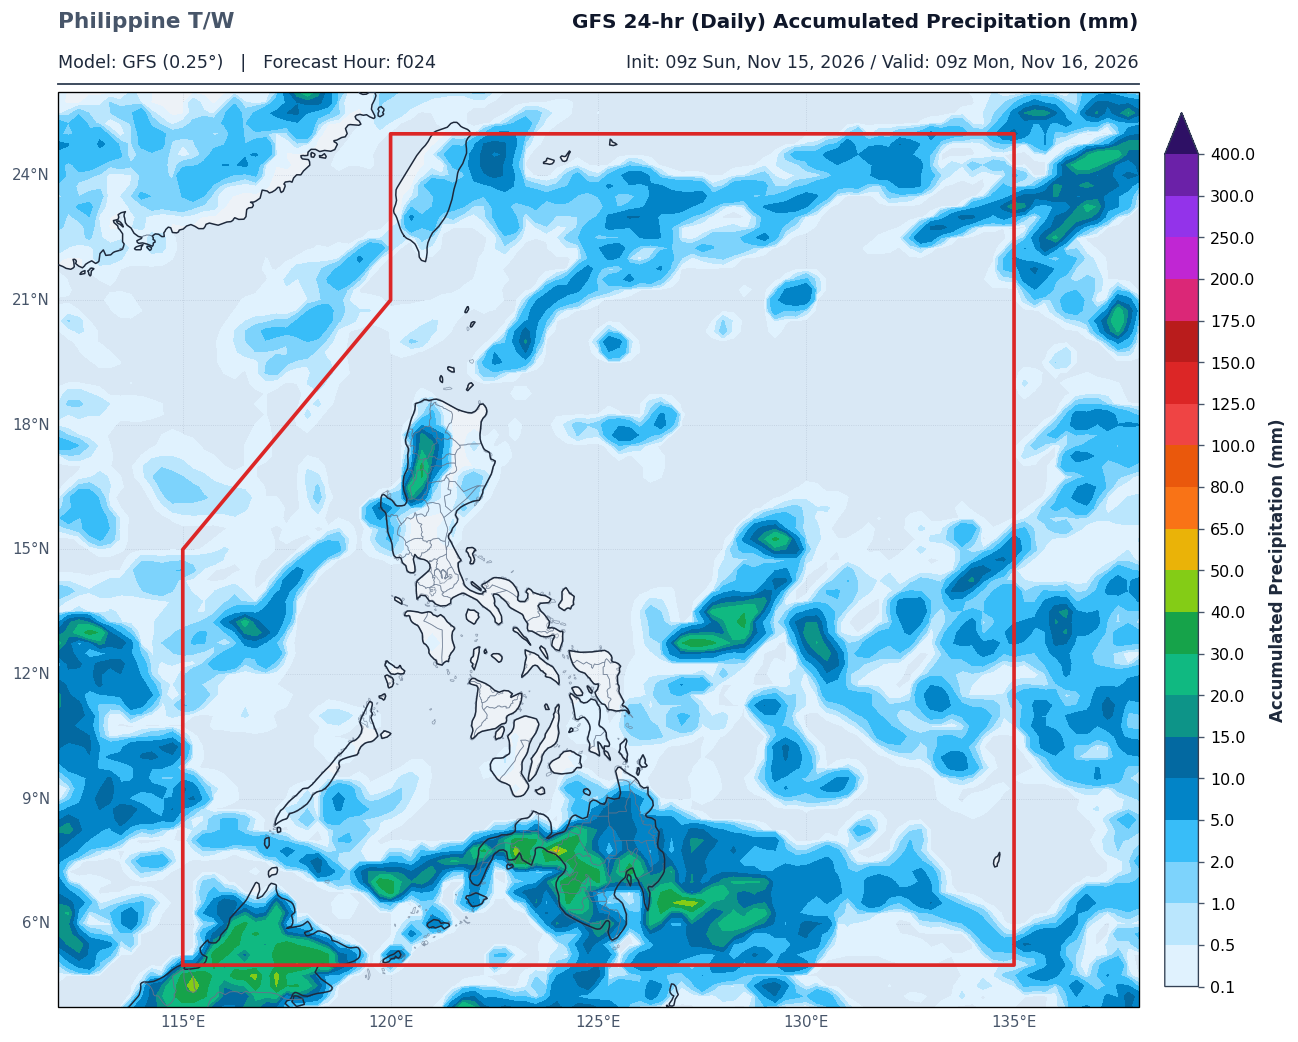 Philippine T/W
GFS 24-hr (Daily) Accumulated Precipitation (mm)
Model: GFS (0.25°)   |   Forecast Hour: f024
Init: 09z Sun, Nov 15, 2026 / Valid: 09z Mon, Nov 16, 2026
24°N
21°N
18°N
15°N
12°N
9°N
6°N
115°E
120°E
125°E
130°E
135°E
400.0
300.0
250.0
200.0
175.0
150.0
125.0
100.0
80.0
65.0
50.0
40.0
30.0
20.0
15.0
10.0
5.0
2.0
1.0
0.5
0.1
Accumulated Precipitation (mm)